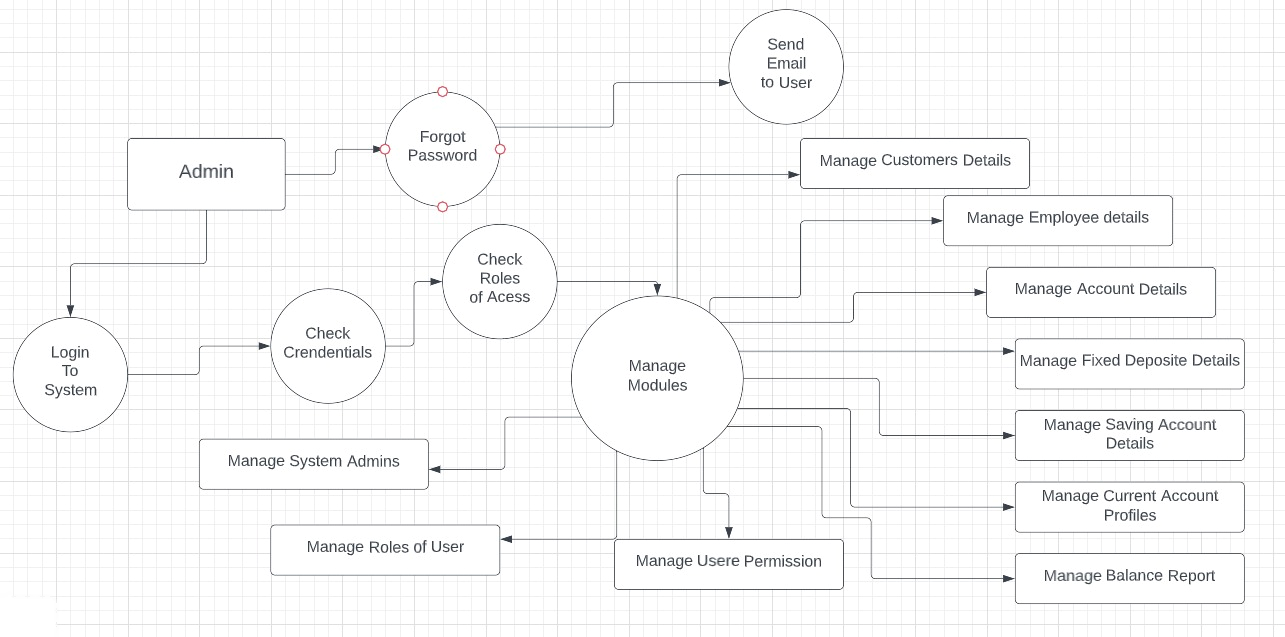 Send
Email
to User
Forgot
Password
Admin
Manage Customers Details
Manage Employee details
Check
Roles
of Acess
Manage Account Details
Check
Crendentials
Login
To
System
Manage
Modules
Manage Fixed Deposite Details
Manage Saving Account
Details
Manage System Admins
Manage Current Account
Profiles
Manage Roles of User
Manage Usere Permission
Manage Balance Report